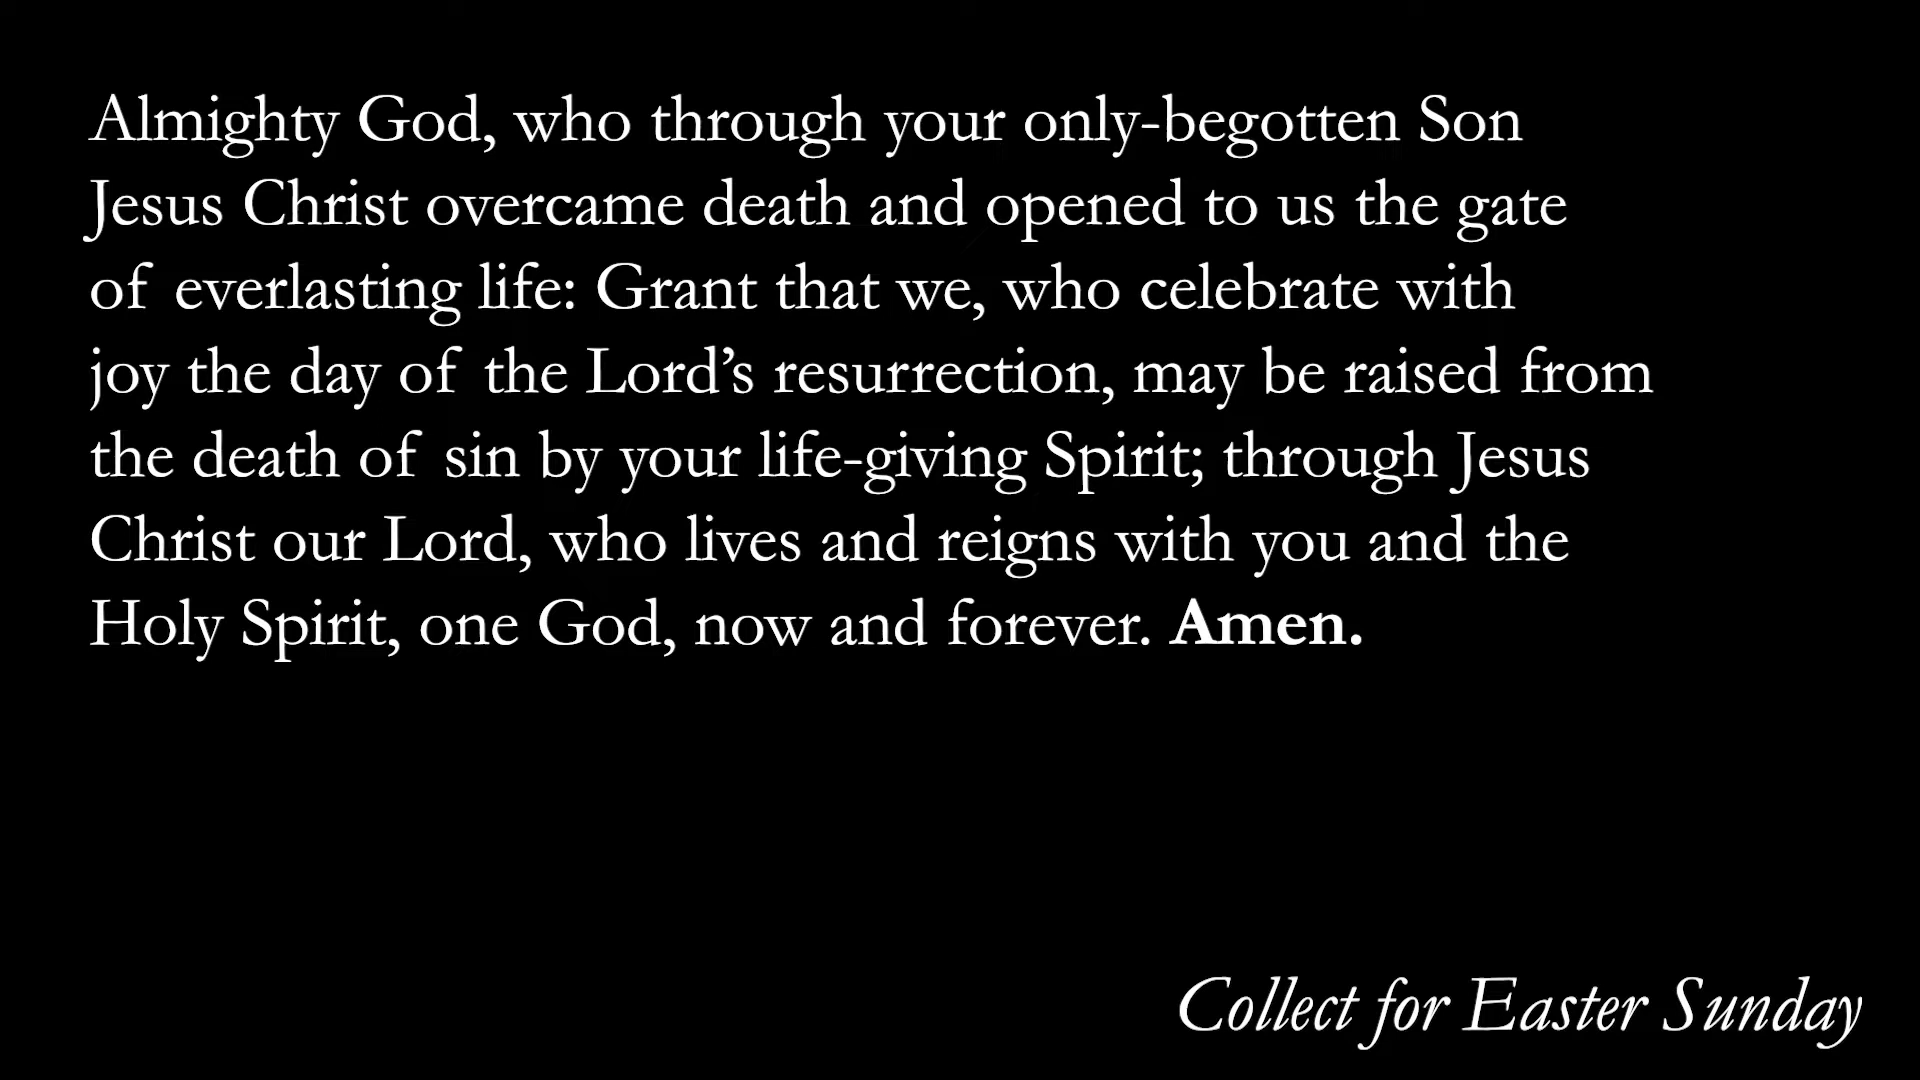 Almighty God, who through your only-begotten Son
Jesus Christ overcame death and opened to us the gate
of everlasting life: Grant that we, who celebrate with
joy the day of the Lord’s resurrection, may be raised from
the death of sin by your life-giving Spirit; through Jesus
Christ our Lord, who lives and reigns with you and the
Holy Spirit, one God, now and forever. Amen.
Collect for Easter Sunday